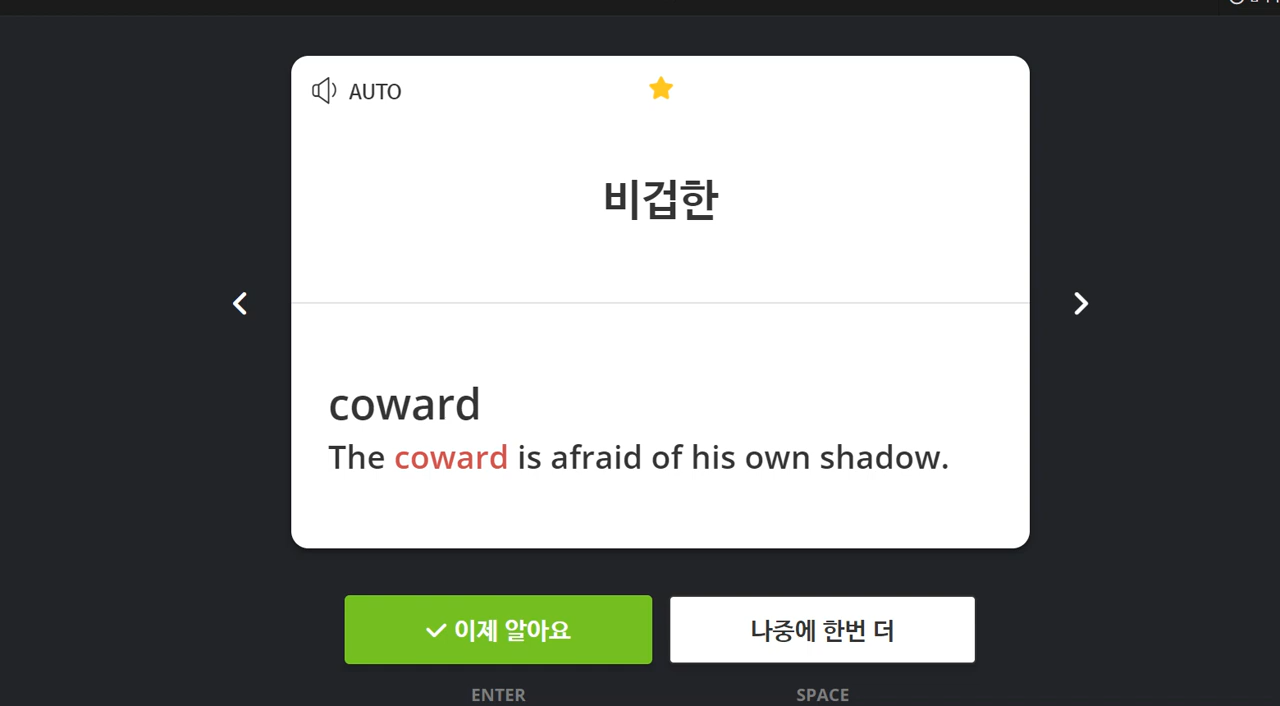 AUTO
비겁한
coward
The coward is afraid of his own shadow.
이제 알아요
나중에 한번 더
ENTER
SPACE